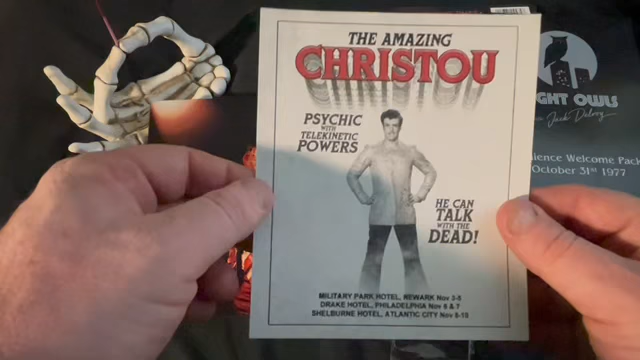 THE AMAZING
CHRISTOU
PSYCHIC
WITH
TELEKINETIC
POWERS
HE CAN
TALK
WITH THE
DEAD!
MILITARY PARK HOTEL, NEWARK Nov 3-5
DRAKE HOTEL, PHILADELPHIA Nov 6 & 7
SHELBURNE HOTEL, ATLANTIC CITY Nov 8-10
GHT OWLS
Jack Delroy
ience Welcome Pack
October 31st 1977